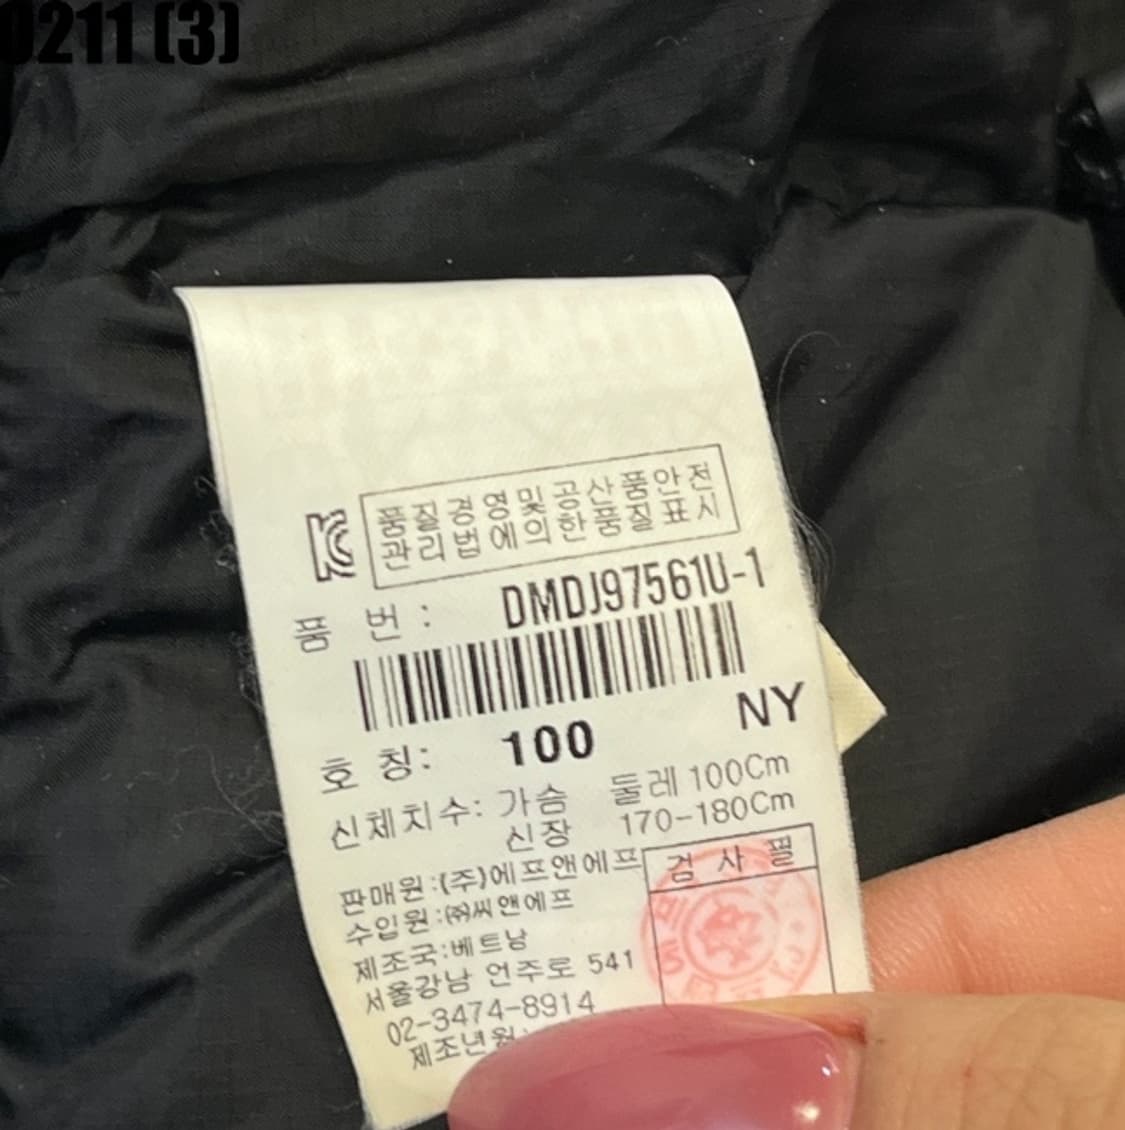 0211 (3)
품질경영및공산품안전
관리법에의한품질표시
품 번: DMDJ97561U-1
호 칭: 100 NY
신체치수: 가슴 둘레 100Cm
신장 170-180Cm
판매원:(주)에프앤에프
검 사 필
수입원:㈜씨앤에프
제조국:베트남
서울강남 언주로 541
02-3474-8914
제조년월: